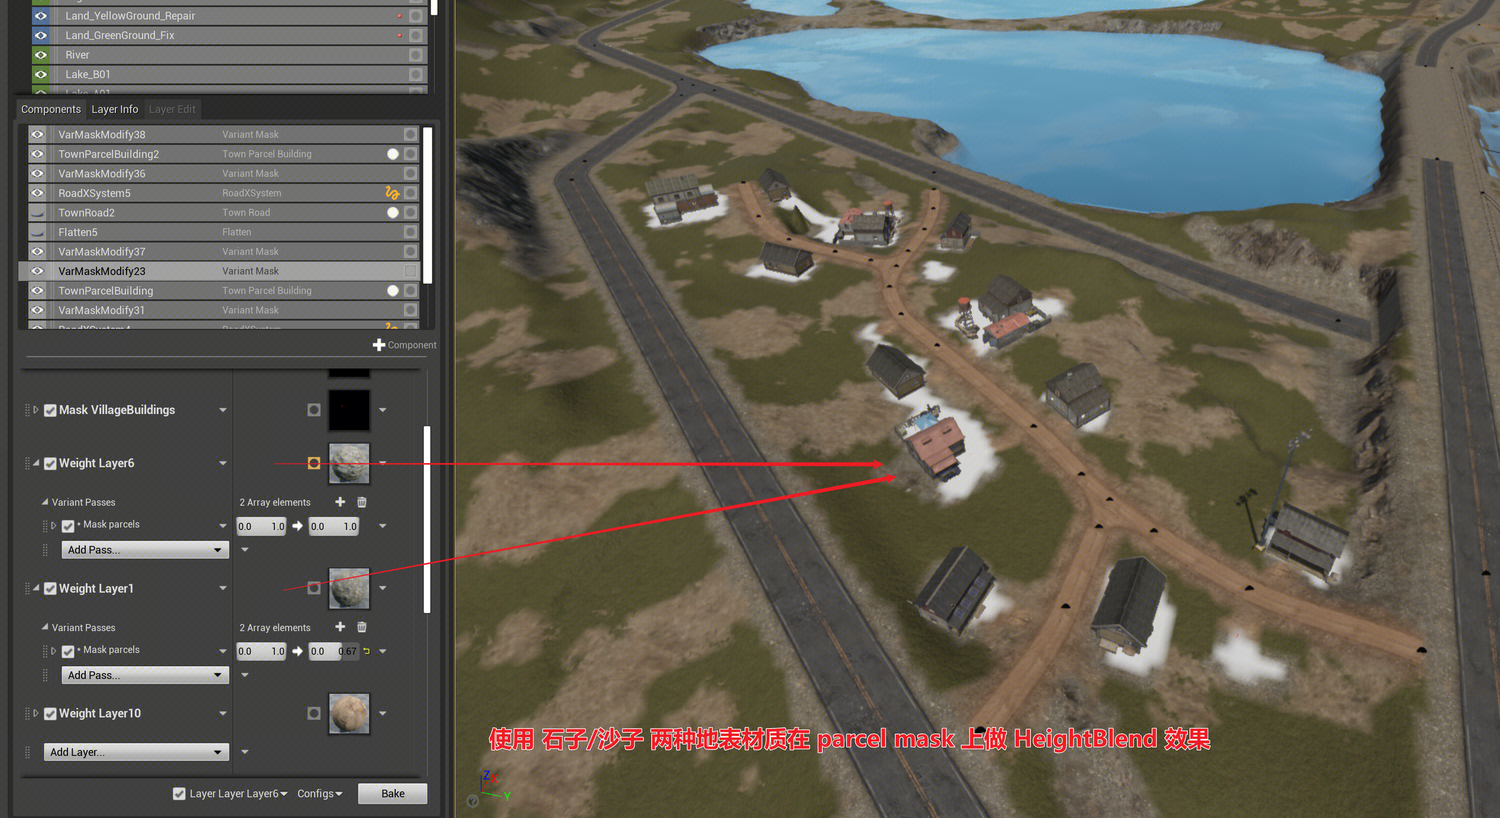 Land_YellowGround_Repair
Land_GreenGround_Fix
River
Lake_B01
Components Layer Info Layer Edit
VarMaskModify38 Variant Mask
TownParcelBuilding2 Town Parcel Building
VarMaskModify36 Variant Mask
RoadXSystem5 RoadXSystem
TownRoad2 Town Road
Flatten5 Flatten
VarMaskModify37 Variant Mask
VarMaskModify23 Variant Mask
TownParcelBuilding Town Parcel Building
VarMaskModify31 Variant Mask
Component
Mask VillageBuildings
Weight Layer6
Variant Passes 2 Array elements
* Mask parcels 0.0 1.0 0.0 1.0
Add Pass...
Weight Layer1
Variant Passes 2 Array elements
* Mask parcels 0.0 1.0 0.0 0.67
Add Pass...
Weight Layer10
Add Layer...
Layer Layer Layer6 Configs Bake
使用 石子/沙子 两种地表材质在 parcel mask 上做 HeightBlend 效果
Z
X
Y